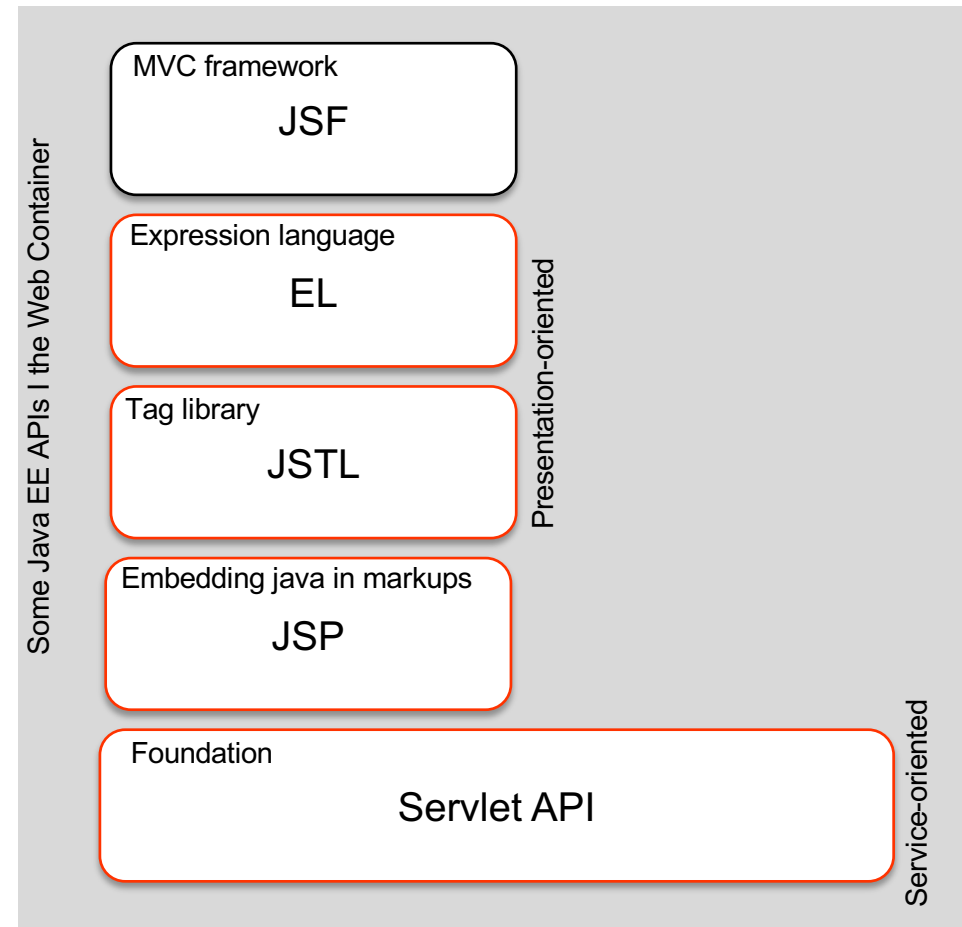 Some Java EE APIs I the Web Container
MVC framework
JSF
Expression language
EL
Tag library
JSTL
Embedding java in markups
JSP
Presentation-oriented
Foundation
Servlet API
Service-oriented